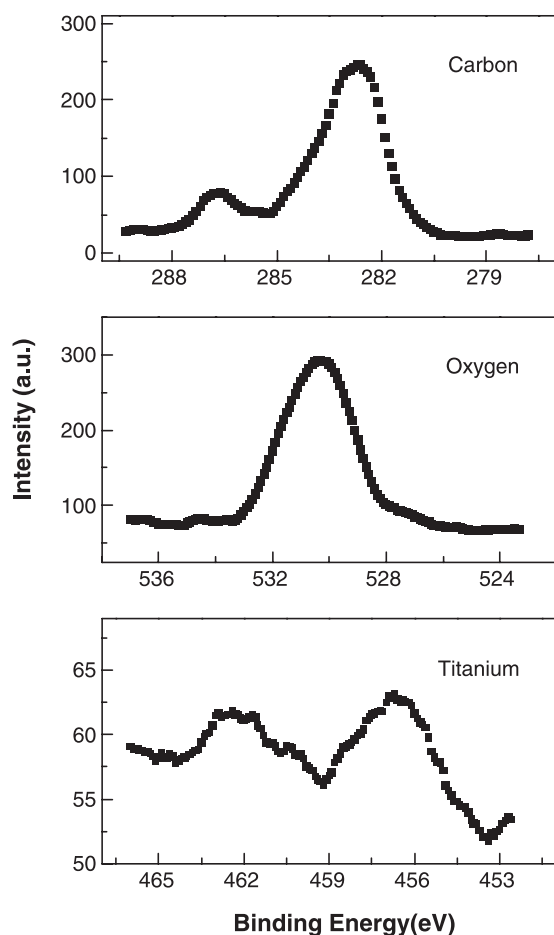 300
Carbon
200
100
0
288 285 282 279
300
Oxygen
200
100
536 532 528 524
Intensity (a.u.)
65
Titanium
60
55
50
465 462 459 456 453
Binding Energy(eV)